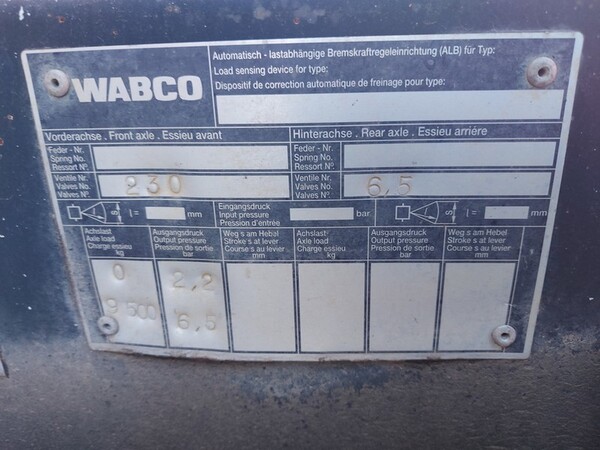 WABCO
Automatisch - lastabhängige Bremskraftregeleinrichtung (ALB) für Typ:
Load sensing device for type:
Dispositif de correction automatique de freinage pour type:
Vorderachse . Front axle . Essieu avant
Hinterachse . Rear axle . Essieu arrière
Feder - Nr.
Spring No.
Ressort N°
Feder - Nr.
Spring No.
Ressort N°
Ventile Nr.
Valves No.
Valves N°
230
Ventile Nr.
Valves No.
Valves N°
6,5
S
l = mm
Eingangsdruck
Input pressure
Pression d'entrée
bar
S
l = mm
Achslast
Axle load
Charge essieu
kg
Ausgangsdruck
Output pressure
Pression de sortie
bar
Weg s am Hebel
Stroke s at lever
Course s au levier
mm
Achslast
Axle load
Charge essieu
kg
Ausgangsdruck
Output pressure
Pression de sortie
bar
Weg s am Hebel
Stroke s at lever
Course s au levier
mm
0 2,2
9 500 6,5